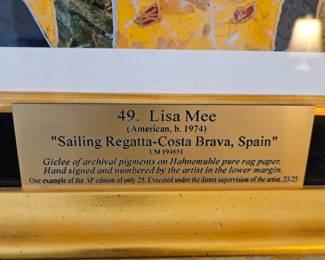 49. Lisa Mee
(American, b. 1974)
"Sailing Regatta-Costa Brava, Spain"
LM 194651
Giclee of archival pigments on Hahnemuhle pure rag paper.
Hand signed and numbered by the artist in the lower margin.
One example of the AP edition of only 25. Executed under the direct supervision of the artist. 23/25